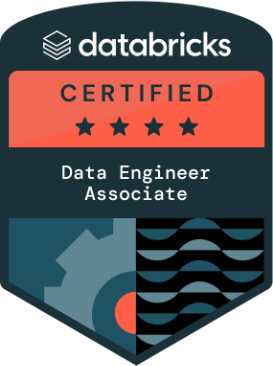 databricks
CERTIFIED
Data Engineer
Associate